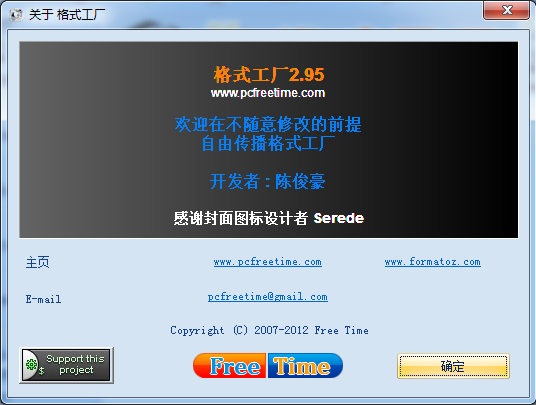 关于 格式工厂
格式工厂2.95
www.pcfreetime.com
欢迎在不随意修改的前提
自由传播格式工厂
开发者 : 陈俊豪
感谢封面图标设计者 Serede
主页 www.pcfreetime.com www.formatoz.com
E-mail pcfreetime@gmail.com
Copyright (C) 2007-2012 Free Time
$ Support this
project
Free Time
确定